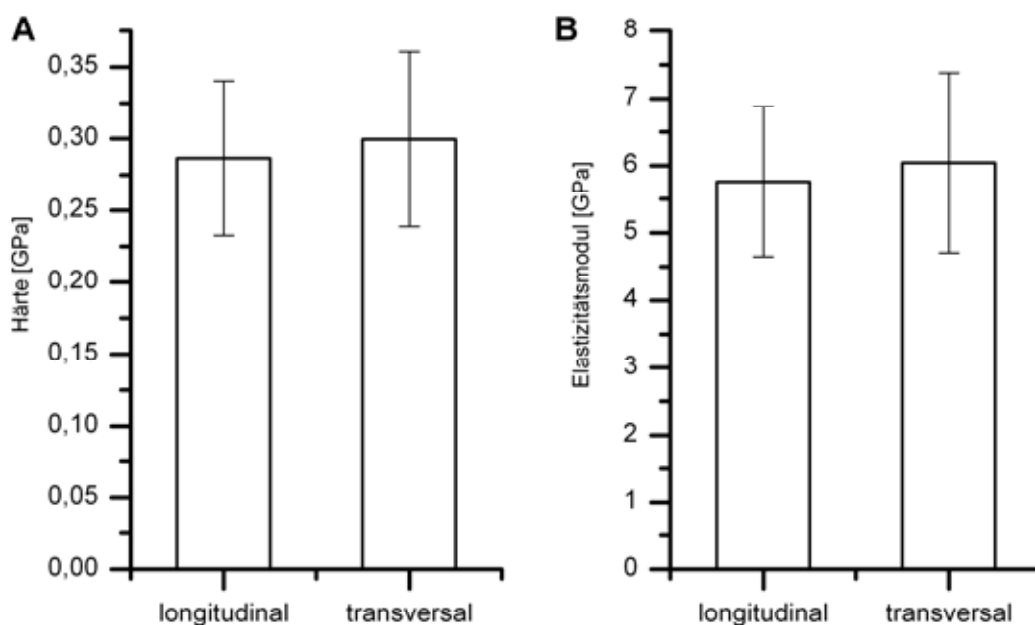 A
Härte [GPa]
0,35
0,30
0,25
0,20
0,15
0,10
0,05
0,00
longitudinal
transversal
B
Elastizitätsmodul [GPa]
8
7
6
5
4
3
2
1
0
longitudinal
transversal